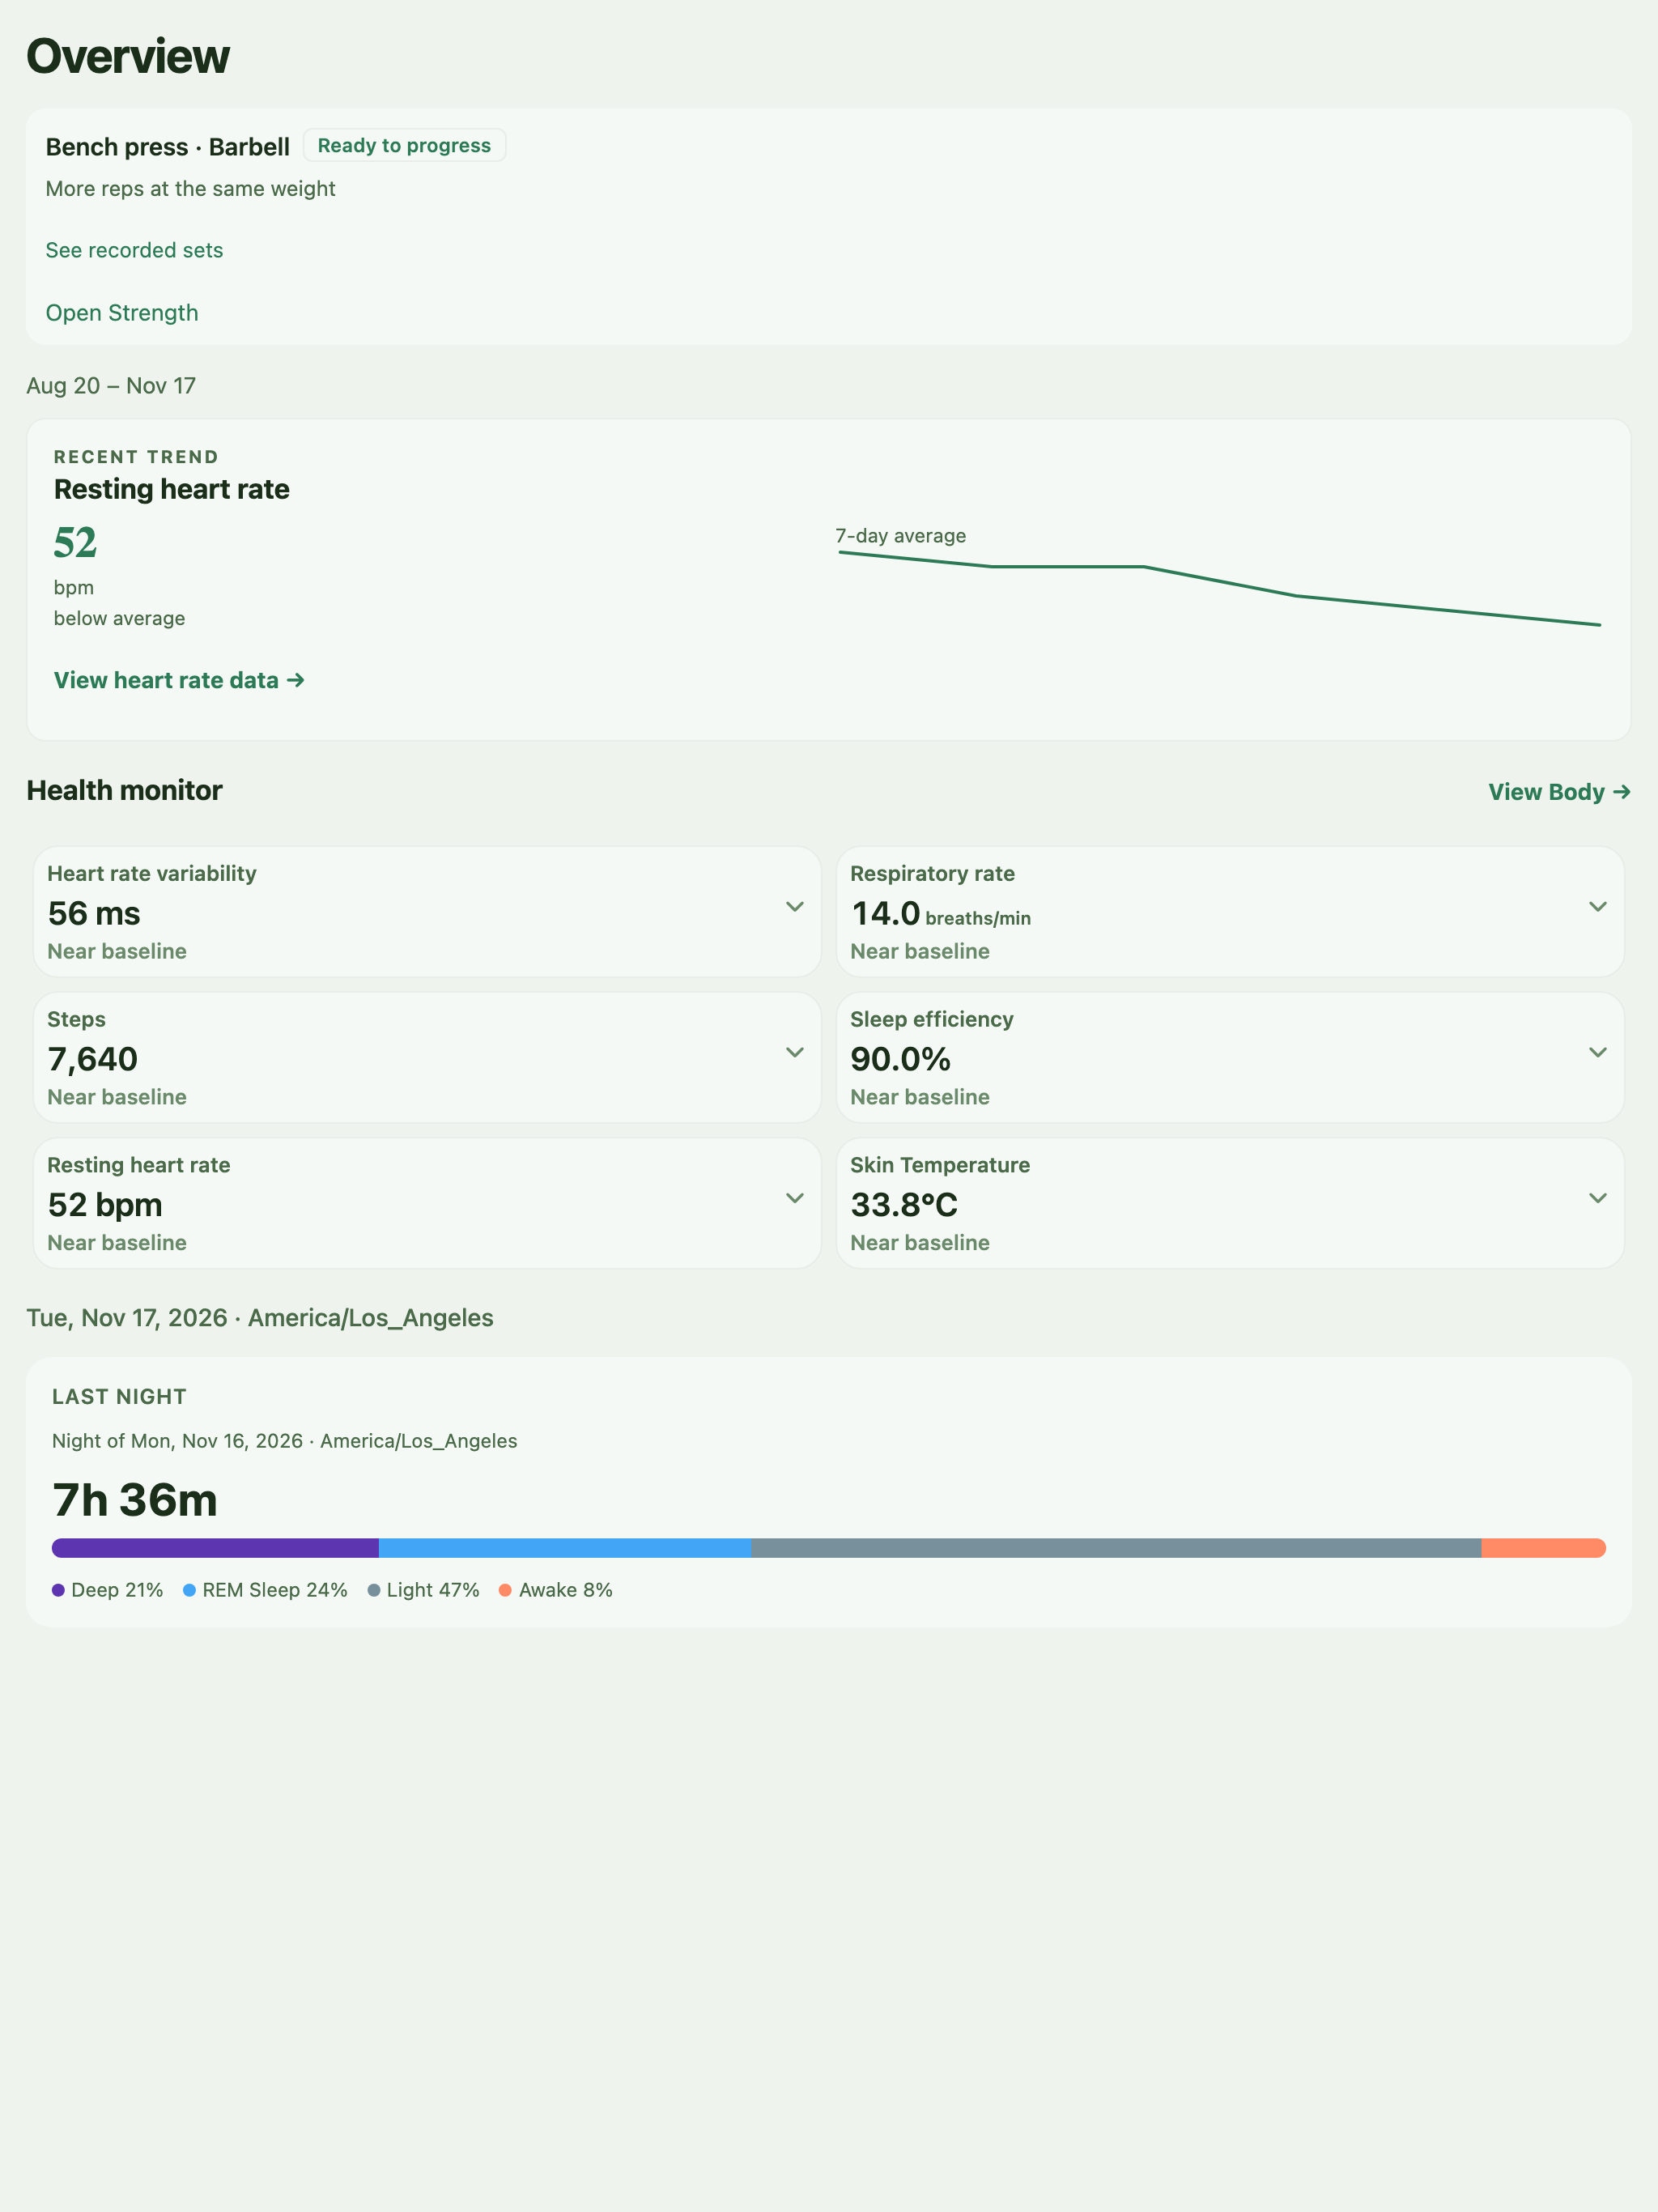 Overview
Bench press · Barbell Ready to progress
More reps at the same weight
See recorded sets
Open Strength
Aug 20 – Nov 17
RECENT TREND
Resting heart rate
52
bpm
below average
7-day average
View heart rate data →
Health monitor
View Body →
Heart rate variability
56 ms
Near baseline
Respiratory rate
14.0 breaths/min
Near baseline
Steps
7,640
Near baseline
Sleep efficiency
90.0%
Near baseline
Resting heart rate
52 bpm
Near baseline
Skin Temperature
33.8°C
Near baseline
Tue, Nov 17, 2026 · America/Los_Angeles
LAST NIGHT
Night of Mon, Nov 16, 2026 · America/Los_Angeles
7h 36m
Deep 21% REM Sleep 24% Light 47% Awake 8%